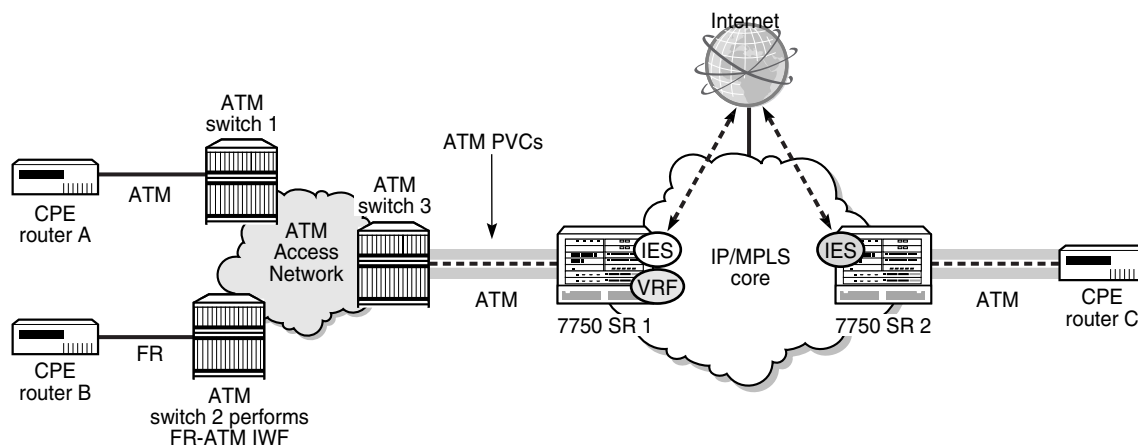 Internet
ATM
switch 1
ATM PVCs
ATM
CPE
router A
ATM
switch 3
ATM
Access
Network
IES
VRF
IP/MPLS
core
IES
ATM
7750 SR 1
7750 SR 2
ATM
CPE
router C
FR
CPE
router B
ATM
switch 2 performs
FR-ATM IWF